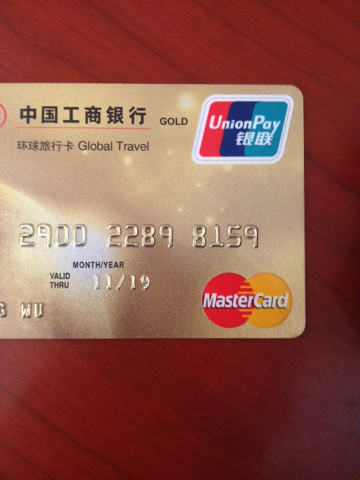 中国工商银行 GOLD
UnionPay
银联
环球旅行卡 Global Travel
2900 2289 8159
MONTH/YEAR
VALID THRU 11/19
WU
MasterCard